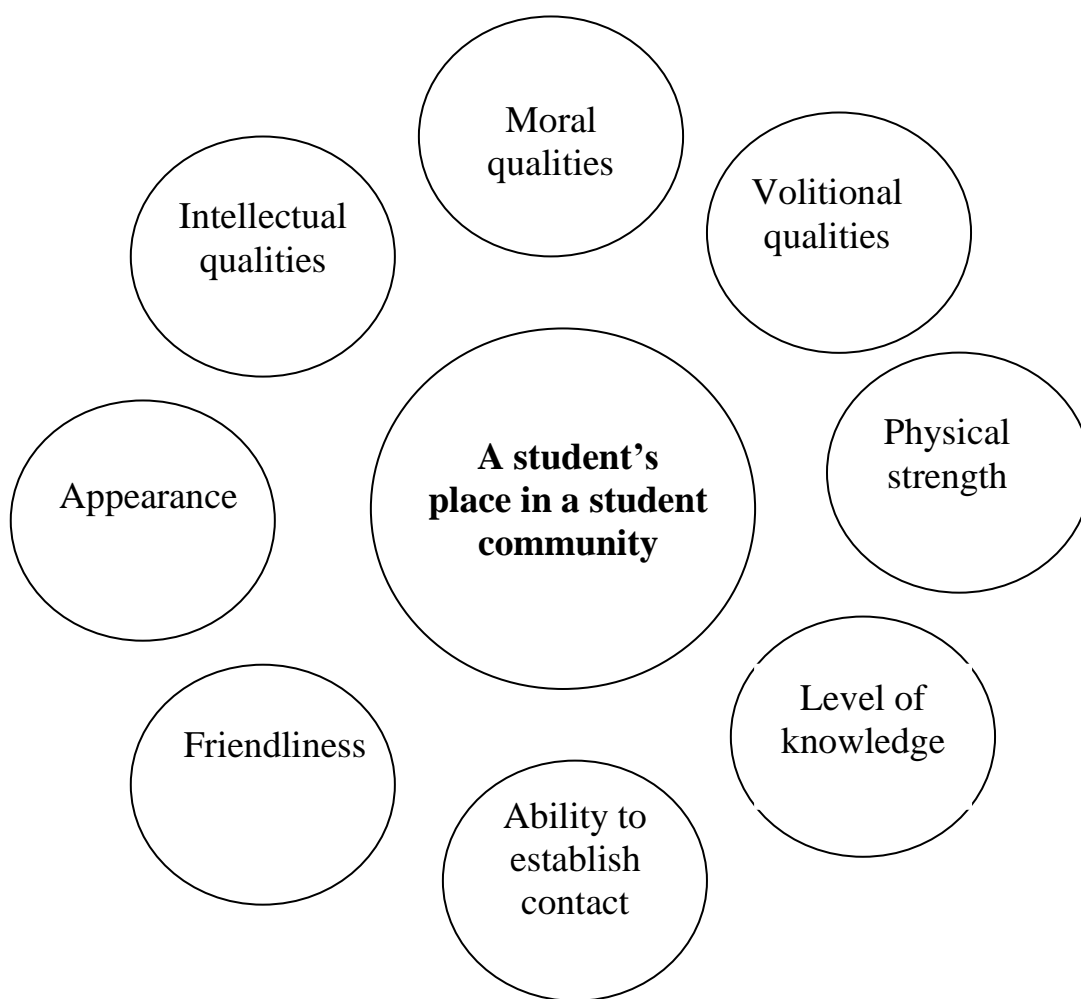 Moral
qualities
Volitional
qualities
Intellectual
qualities
Physical
strength
A student’s
place in a student
community
Appearance
Level of
knowledge
Friendliness
Ability to
establish
contact